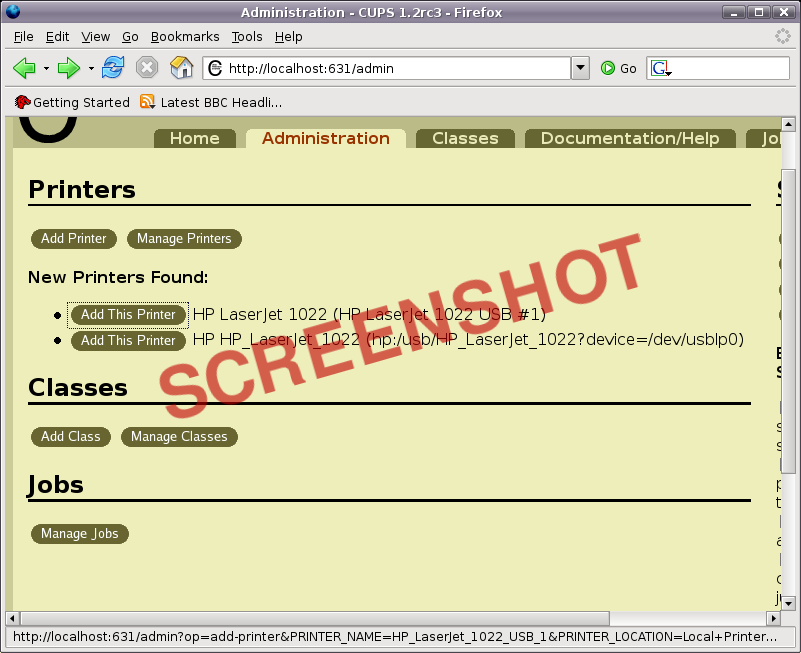 Administration - CUPS 1.2rc3 - Firefox
File Edit View Go Bookmarks Tools Help
http://localhost:631/admin Go G
Getting Started Latest BBC Headli...
Home Administration Classes Documentation/Help
Printers
Add Printer Manage Printers
New Printers Found:
Add This Printer HP LaserJet 1022 (HP LaserJet 1022 USB #1)
Add This Printer HP HP_LaserJet_1022 (hp:/usb/HP_LaserJet_1022?device=/dev/usblp0)
SCREENSHOT
Classes
Add Class Manage Classes
Jobs
Manage Jobs
http://localhost:631/admin?op=add-printer&PRINTER_NAME=HP_LaserJet_1022_USB_1&PRINTER_LOCATION=Local+Printer...